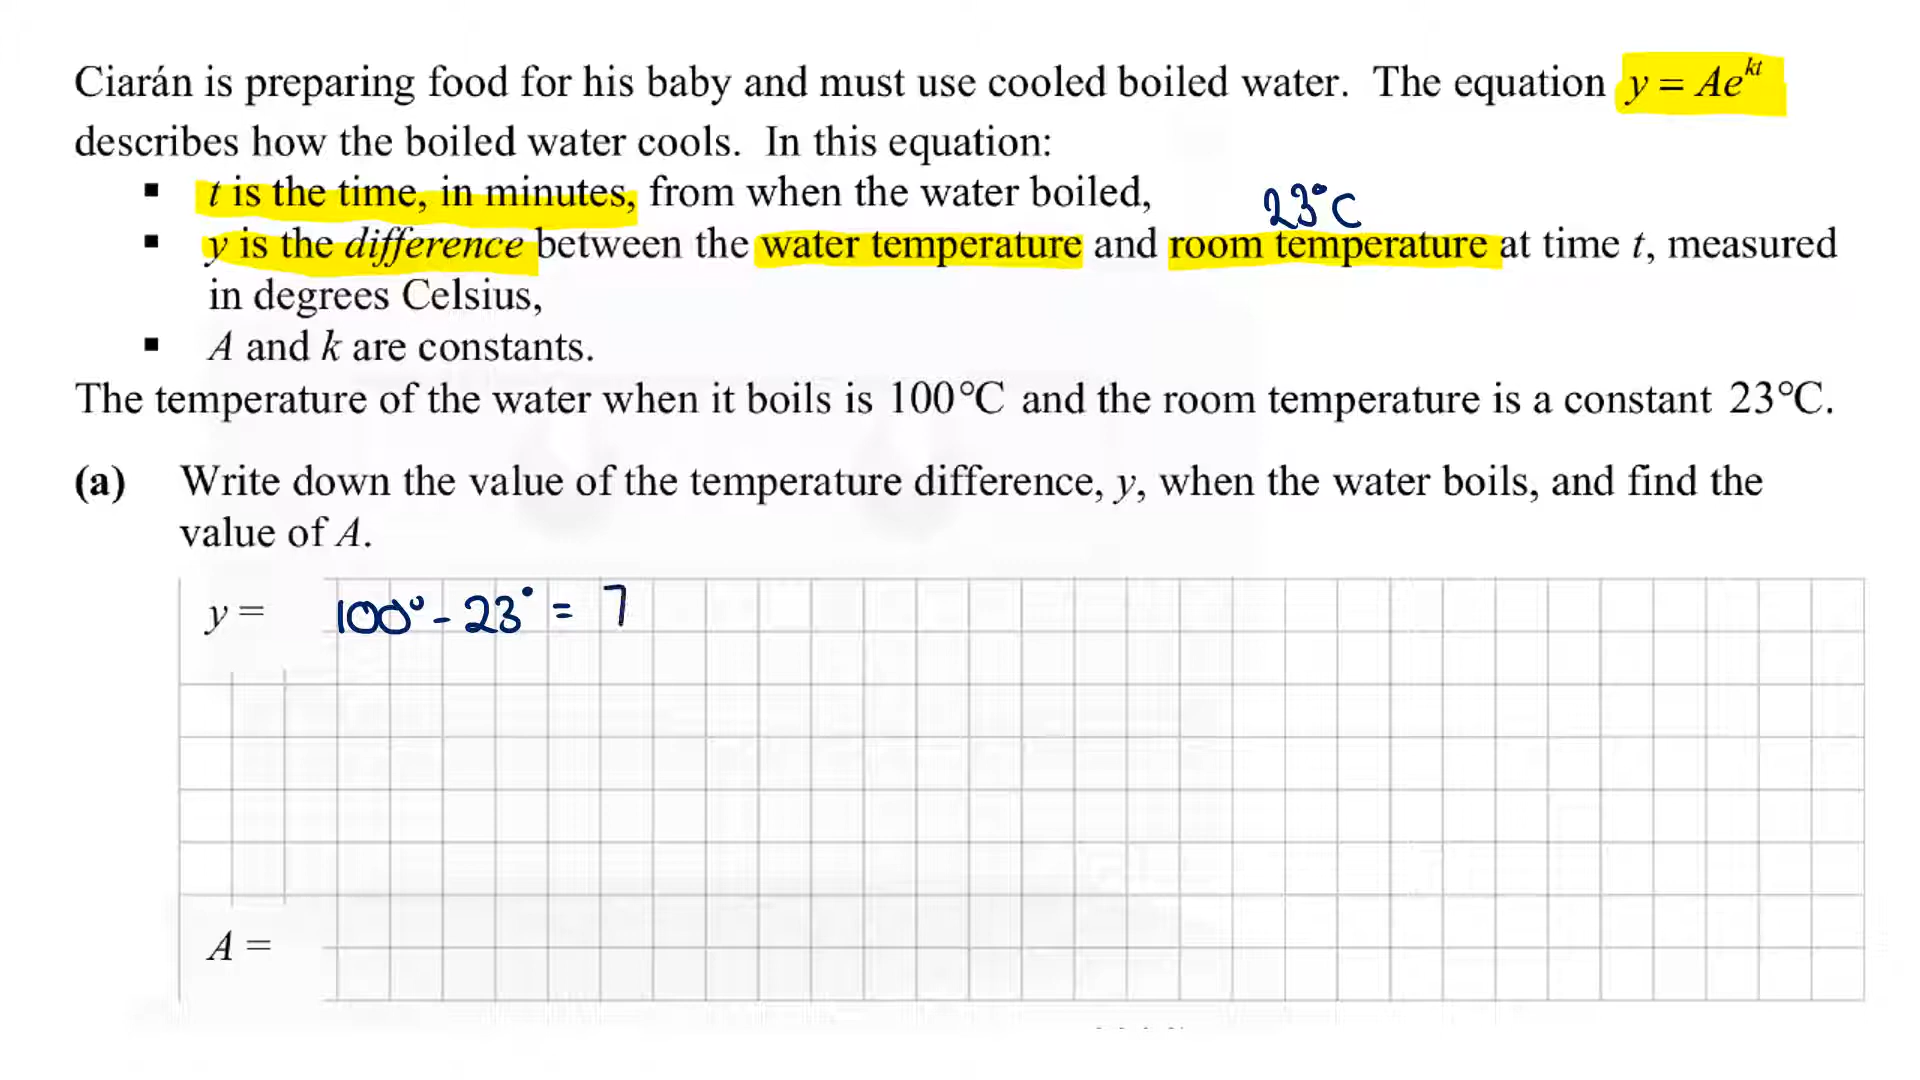 Ciarán is preparing food for his baby and must use cooled boiled water. The equation y = Ae^kt
describes how the boiled water cools. In this equation:
▪ t is the time, in minutes, from when the water boiled,
23°C
▪ y is the difference between the water temperature and room temperature at time t, measured
in degrees Celsius,
▪ A and k are constants.
The temperature of the water when it boils is 100°C and the room temperature is a constant 23°C.
(a) Write down the value of the temperature difference, y, when the water boils, and find the
value of A.
y = 100° - 23° = 7
A =